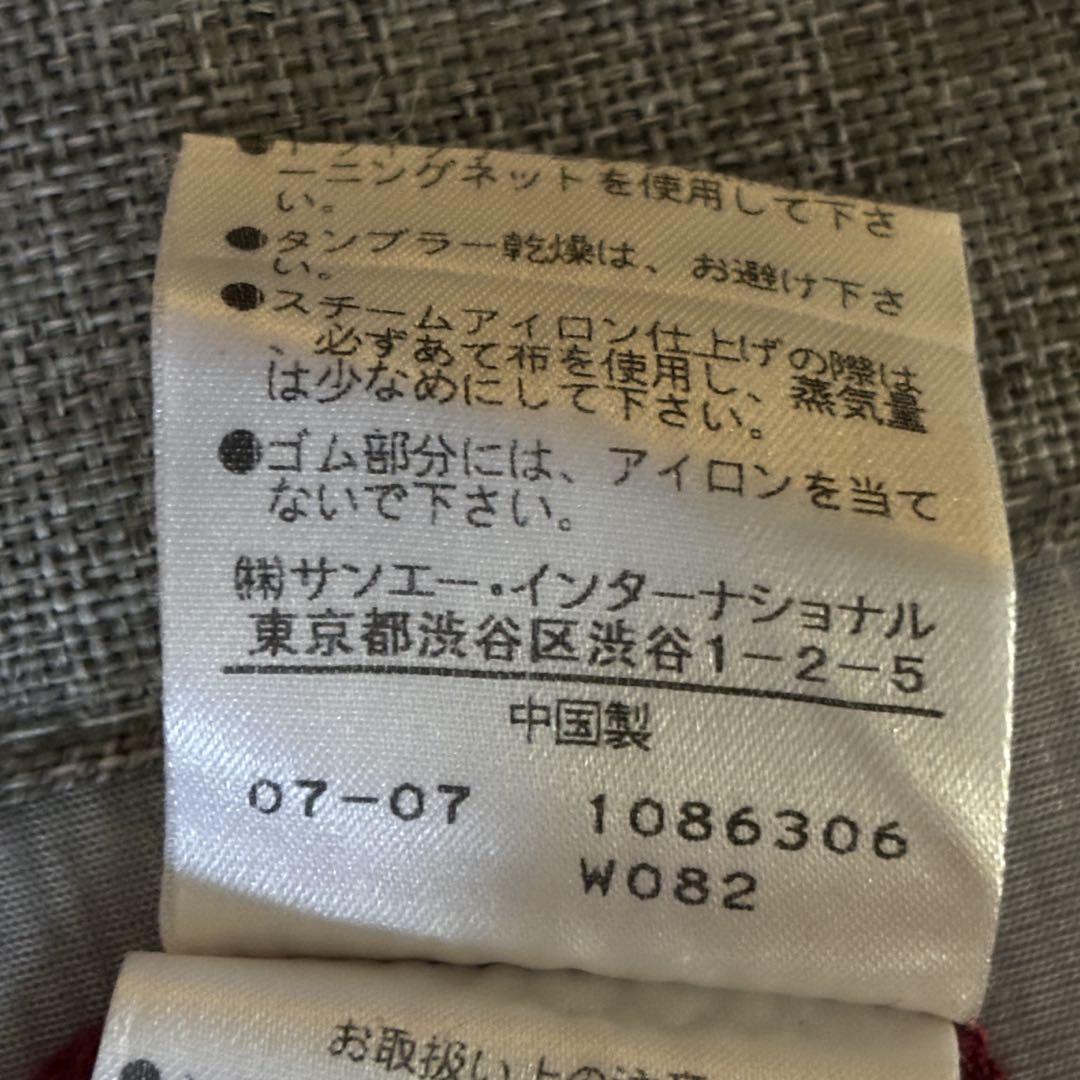 ーニングネットを使用して下さ
い。
●タンブラー乾燥は、お避け下さ
い。
●スチームアイロン仕上げの際は
、必ずあて布を使用し、蒸気量
は少なめにして下さい。
●ゴム部分には、アイロンを当て
ないで下さい。
㈱サンエー・インターナショナル
東京都渋谷区渋谷1-2-5
中国製
07-07 1086306
W082
お取扱い上の注意